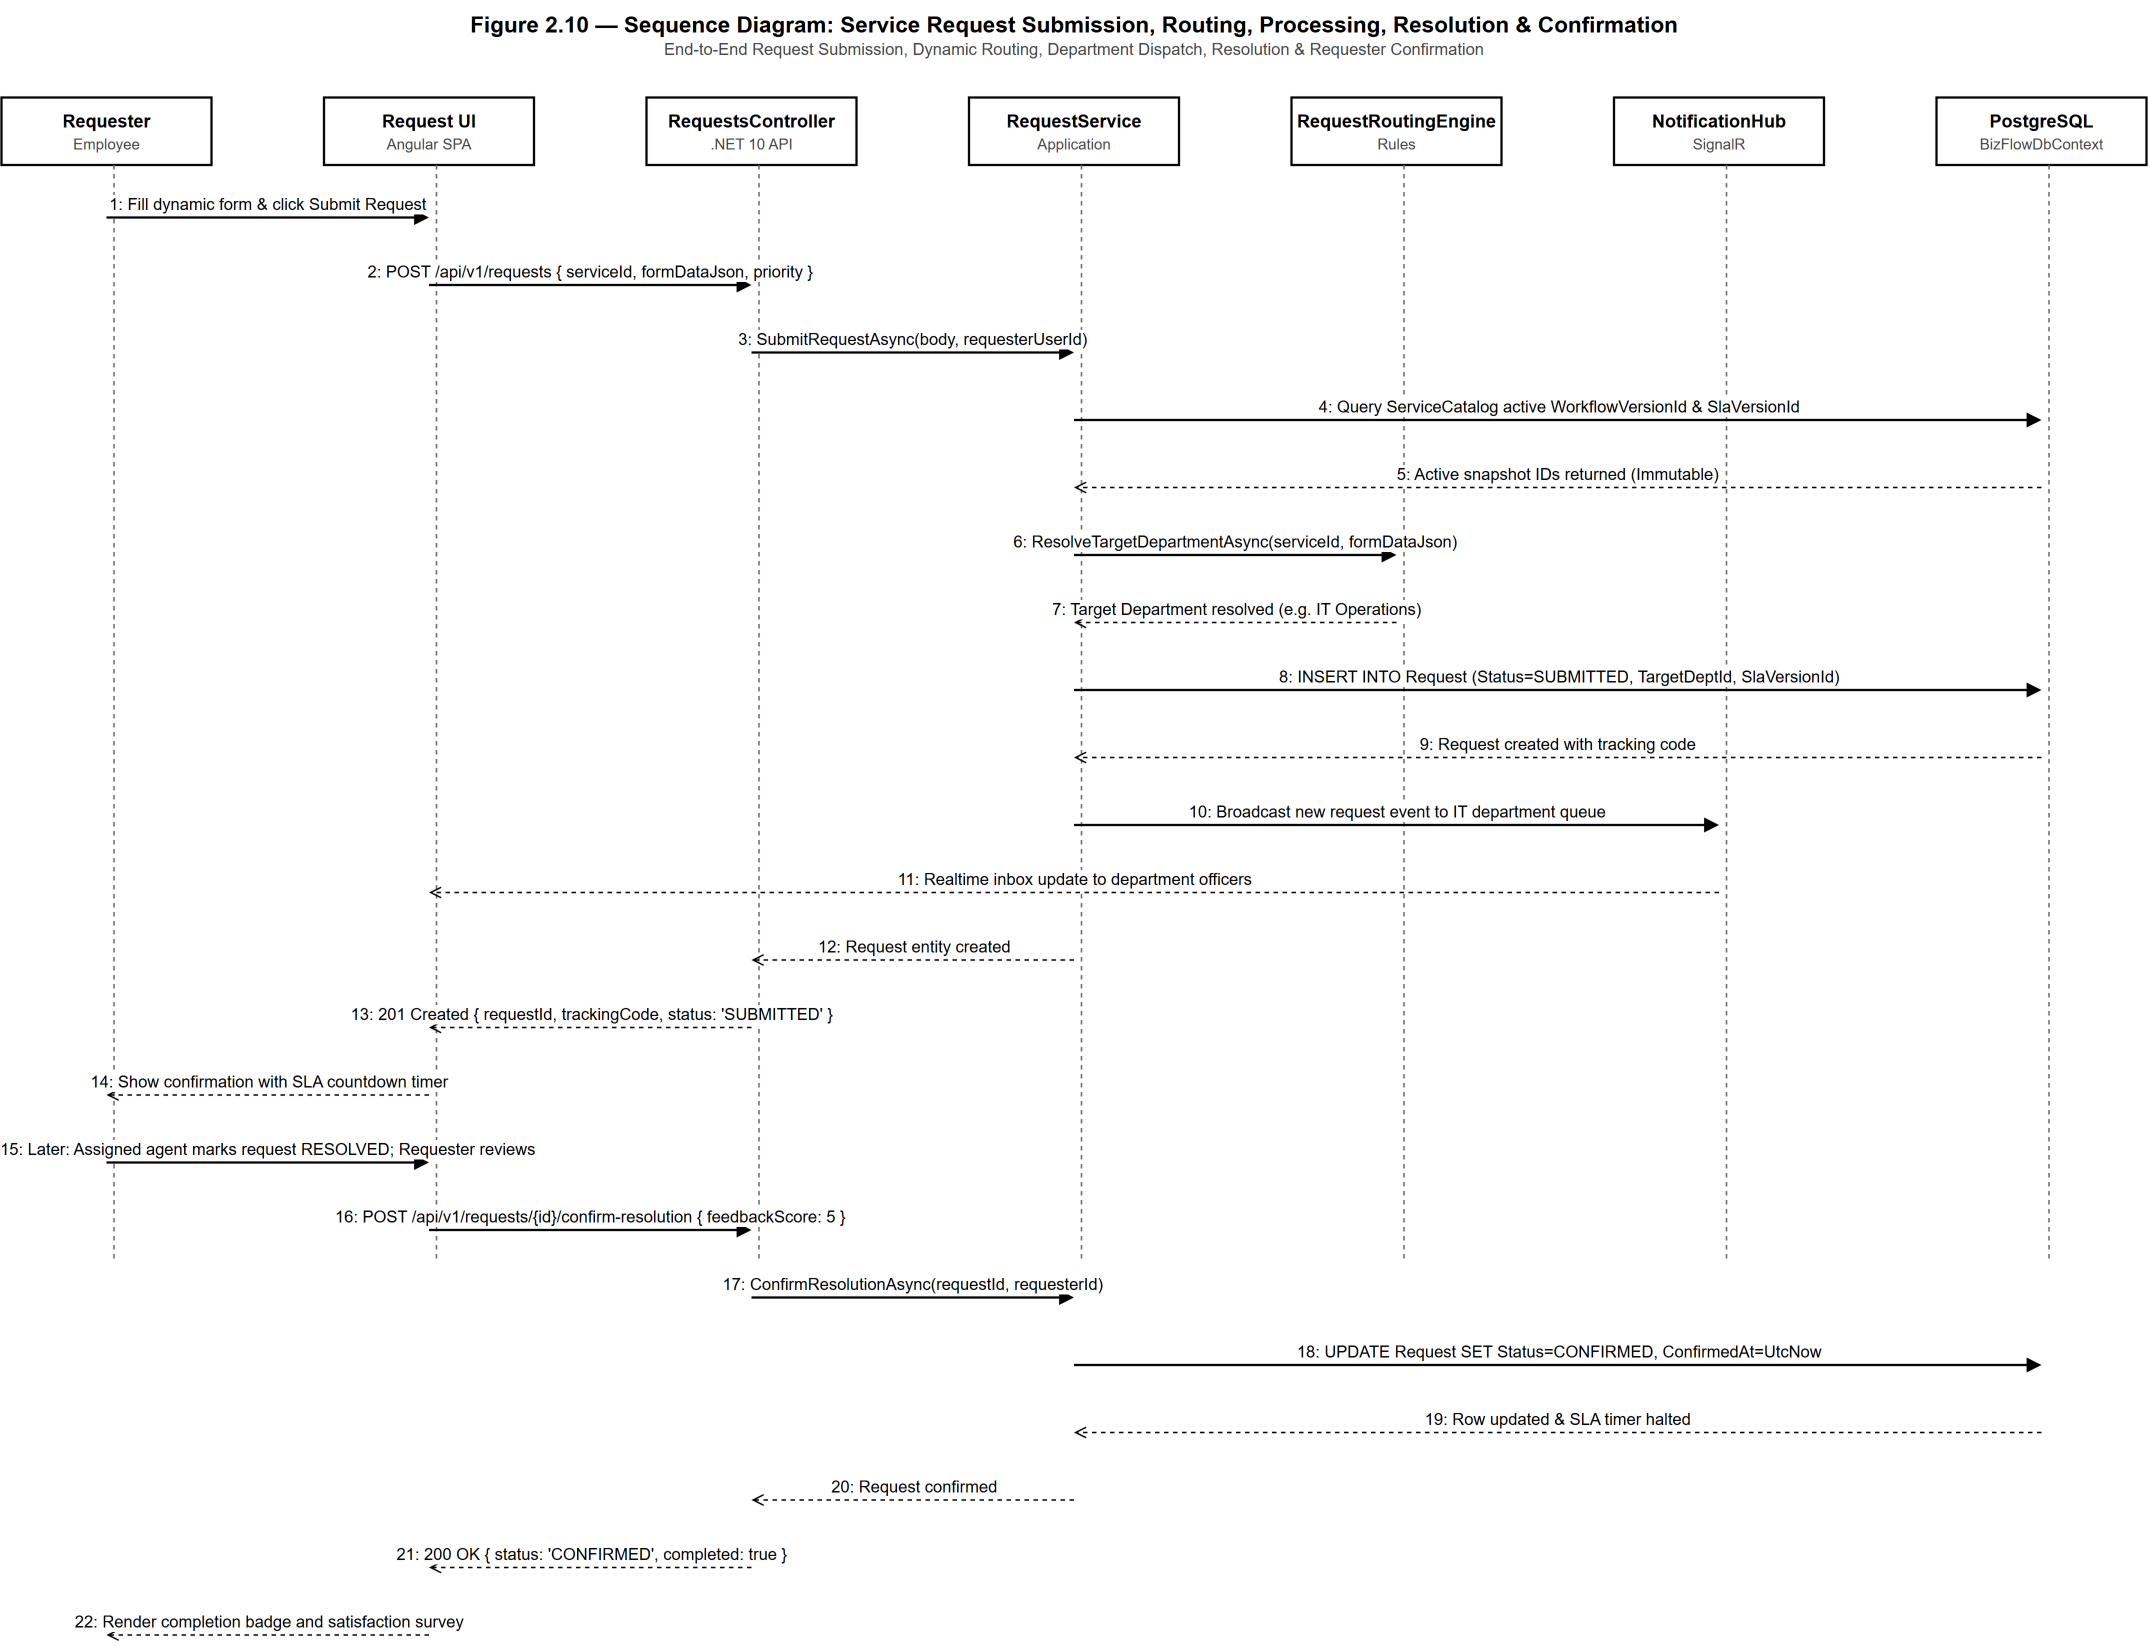 Figure 2.10 — Sequence Diagram: Service Request Submission, Routing, Processing, Resolution & Confirmation
End-to-End Request Submission, Dynamic Routing, Department Dispatch, Resolution & Requester Confirmation
Requester
Employee
Request UI
Angular SPA
RequestsController
.NET 10 API
RequestService
Application
RequestRoutingEngine
Rules
NotificationHub
SignalR
PostgreSQL
BizFlowDbContext
1: Fill dynamic form & click Submit Request
2: POST /api/v1/requests { serviceId, formDataJson, priority }
3: SubmitRequestAsync(body, requesterUserId)
4: Query ServiceCatalog active WorkflowVersionId & SlaVersionId
5: Active snapshot IDs returned (Immutable)
6: ResolveTargetDepartmentAsync(serviceId, formDataJson)
7: Target Department resolved (e.g. IT Operations)
8: INSERT INTO Request (Status=SUBMITTED, TargetDeptId, SlaVersionId)
9: Request created with tracking code
10: Broadcast new request event to IT department queue
11: Realtime inbox update to department officers
12: Request entity created
13: 201 Created { requestId, trackingCode, status: 'SUBMITTED' }
14: Show confirmation with SLA countdown timer
15: Later: Assigned agent marks request RESOLVED; Requester reviews
16: POST /api/v1/requests/{id}/confirm-resolution { feedbackScore: 5 }
17: ConfirmResolutionAsync(requestId, requesterId)
18: UPDATE Request SET Status=CONFIRMED, ConfirmedAt=UtcNow
19: Row updated & SLA timer halted
20: Request confirmed
21: 200 OK { status: 'CONFIRMED', completed: true }
22: Render completion badge and satisfaction survey